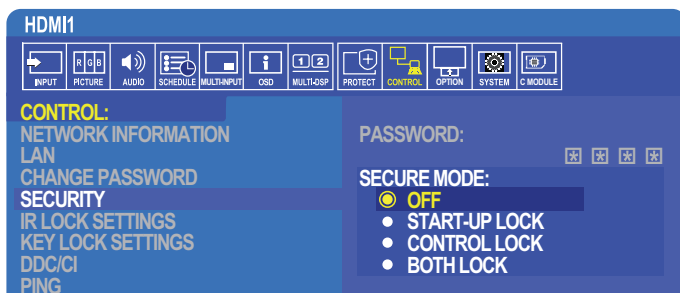 HDMI1
INPUT PICTURE AUDIO SCHEDULE MULTI-INPUT OSD MULTI-DSP PROTECT CONTROL OPTION SYSTEM C MODULE
R G B
i
1 2
CONTROL:
NETWORK INFORMATION
LAN
CHANGE PASSWORD
SECURITY
IR LOCK SETTINGS
KEY LOCK SETTINGS
DDC/CI
PING
PASSWORD:
* * * *
SECURE MODE:
OFF
START-UP LOCK
CONTROL LOCK
BOTH LOCK